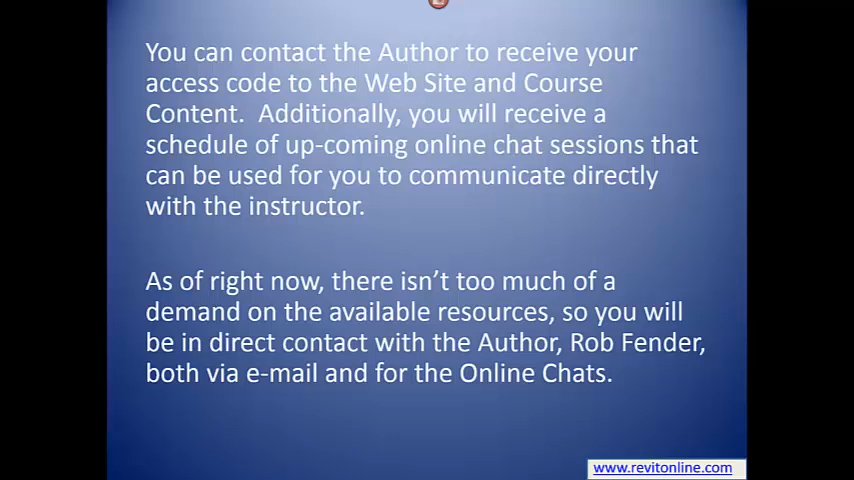 You can contact the Author to receive your
access code to the Web Site and Course
Content.  Additionally, you will receive a
schedule of up-coming online chat sessions that
can be used for you to communicate directly
with the instructor.
As of right now, there isn’t too much of a
demand on the available resources, so you will
be in direct contact with the Author, Rob Fender,
both via e-mail and for the Online Chats.
www.revitonline.com